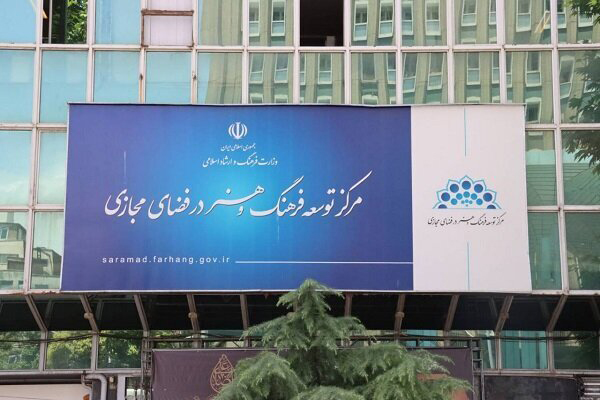 جمهوری اسلامی ایران
وزارت فرهنگ و ارشاد اسلامی
مرکز توسعه فرهنگ و هنر در فضای مجازی
saramad.farhang.gov.ir
مرکز توسعه فرهنگ و هنر در فضای مجازی